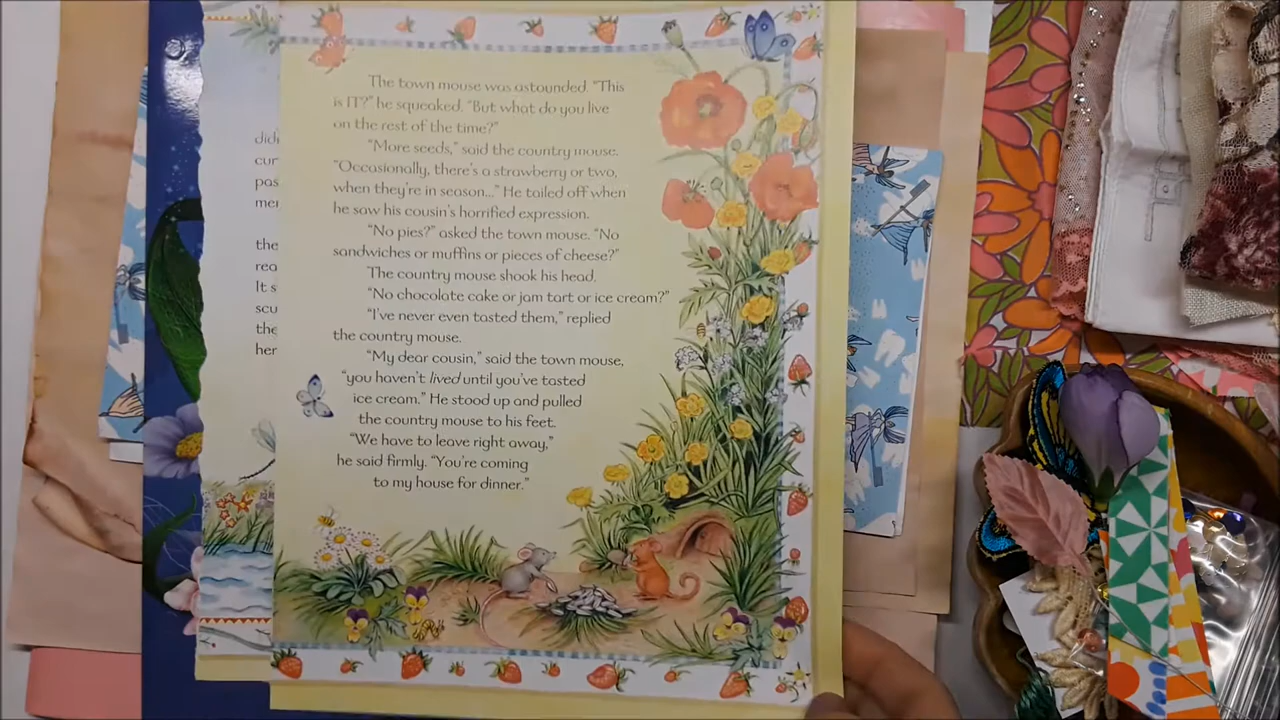 The town mouse was astounded. “This
is IT?” he squeaked. “But what do you live
on the rest of the time?”
“More seeds,” said the country mouse.
“Occasionally, there’s a strawberry or two,
when they’re in season...” He tailed off when
he saw his cousin’s horrified expression.
“No pies?” asked the town mouse. “No
sandwiches or muffins or pieces of cheese?”
The country mouse shook his head.
“No chocolate cake or jam tart or ice cream?”
“I’ve never even tasted them,” replied
the country mouse.
“My dear cousin,” said the town mouse,
“you haven’t lived until you’ve tasted
ice cream.” He stood up and pulled
the country mouse to his feet.
“We have to leave right away,”
he said firmly. “You’re coming
to my house for dinner.”